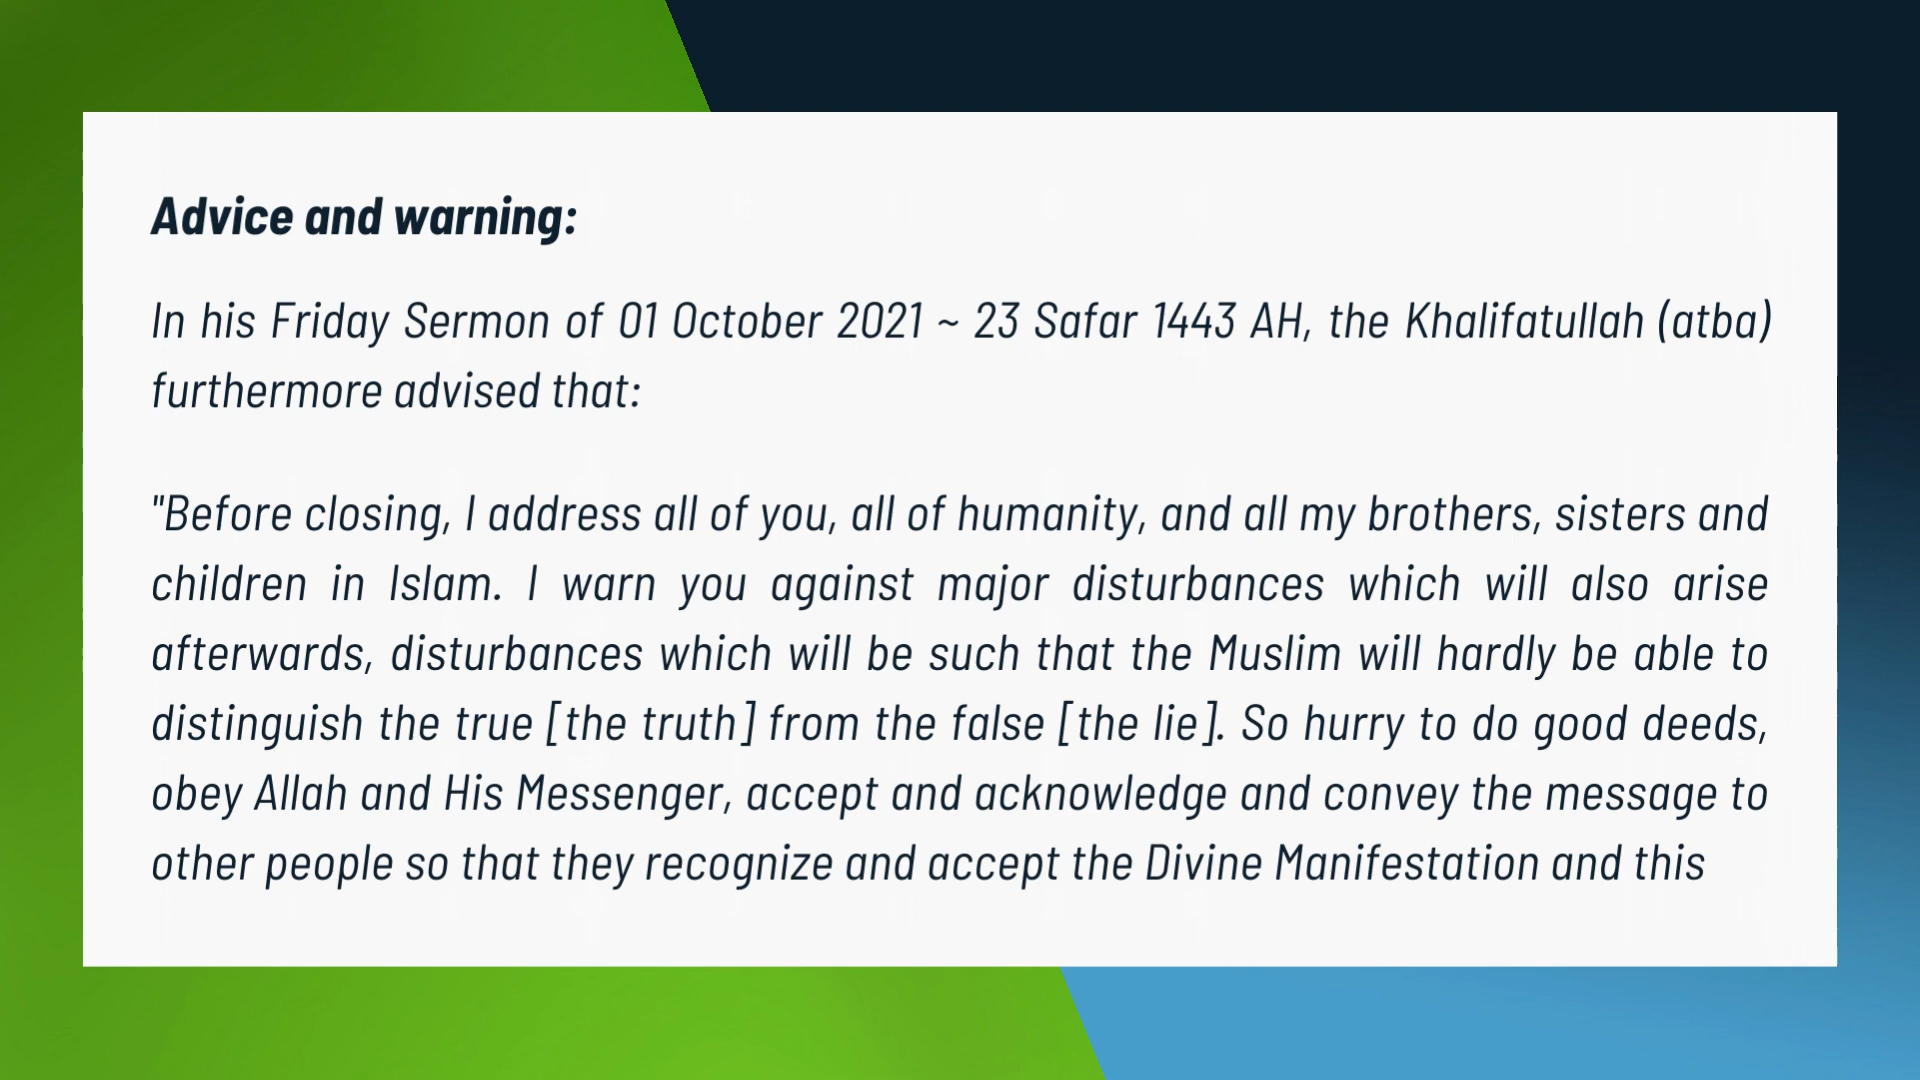 Advice and warning:
In his Friday Sermon of 01 October 2021 ~ 23 Safar 1443 AH, the Khalifatullah (atba)
furthermore advised that:
"Before closing, I address all of you, all of humanity, and all my brothers, sisters and
children in Islam. I warn you against major disturbances which will also arise
afterwards, disturbances which will be such that the Muslim will hardly be able to
distinguish the true [the truth] from the false [the lie]. So hurry to do good deeds,
obey Allah and His Messenger, accept and acknowledge and convey the message to
other people so that they recognize and accept the Divine Manifestation and this